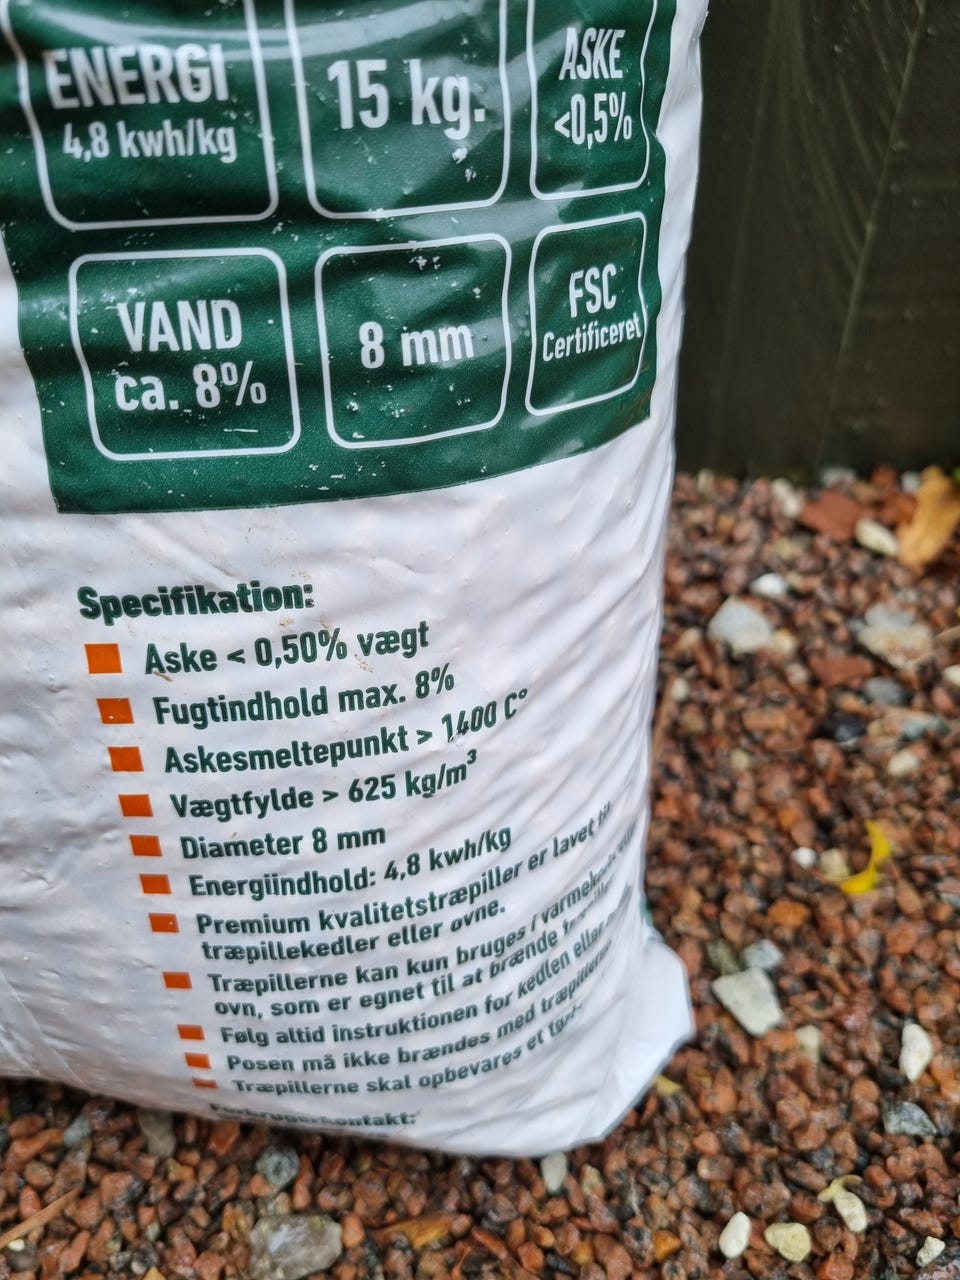 ENERGI
4,8 kwh/kg
15 kg.
ASKE
<0,5%
VAND
ca. 8%
8 mm
FSC
Certificeret
Specifikation:
Aske < 0,50% vægt
Fugtindhold max. 8%
Askesmeltepunkt > 1400 C°
Vægtfylde > 625 kg/m³
Diameter 8 mm
Energiindhold: 4,8 kwh/kg
Premium kvalitetstræpiller er lavet til
træpillekedler eller ovne.
Træpillerne kan kun bruges i
ovn, som er egnet til at brænde
Følg altid instruktionen for kedlen eller
Posen må ikke brændes med
Træpillerne skal opbevares et
Forbrugerkontakt: